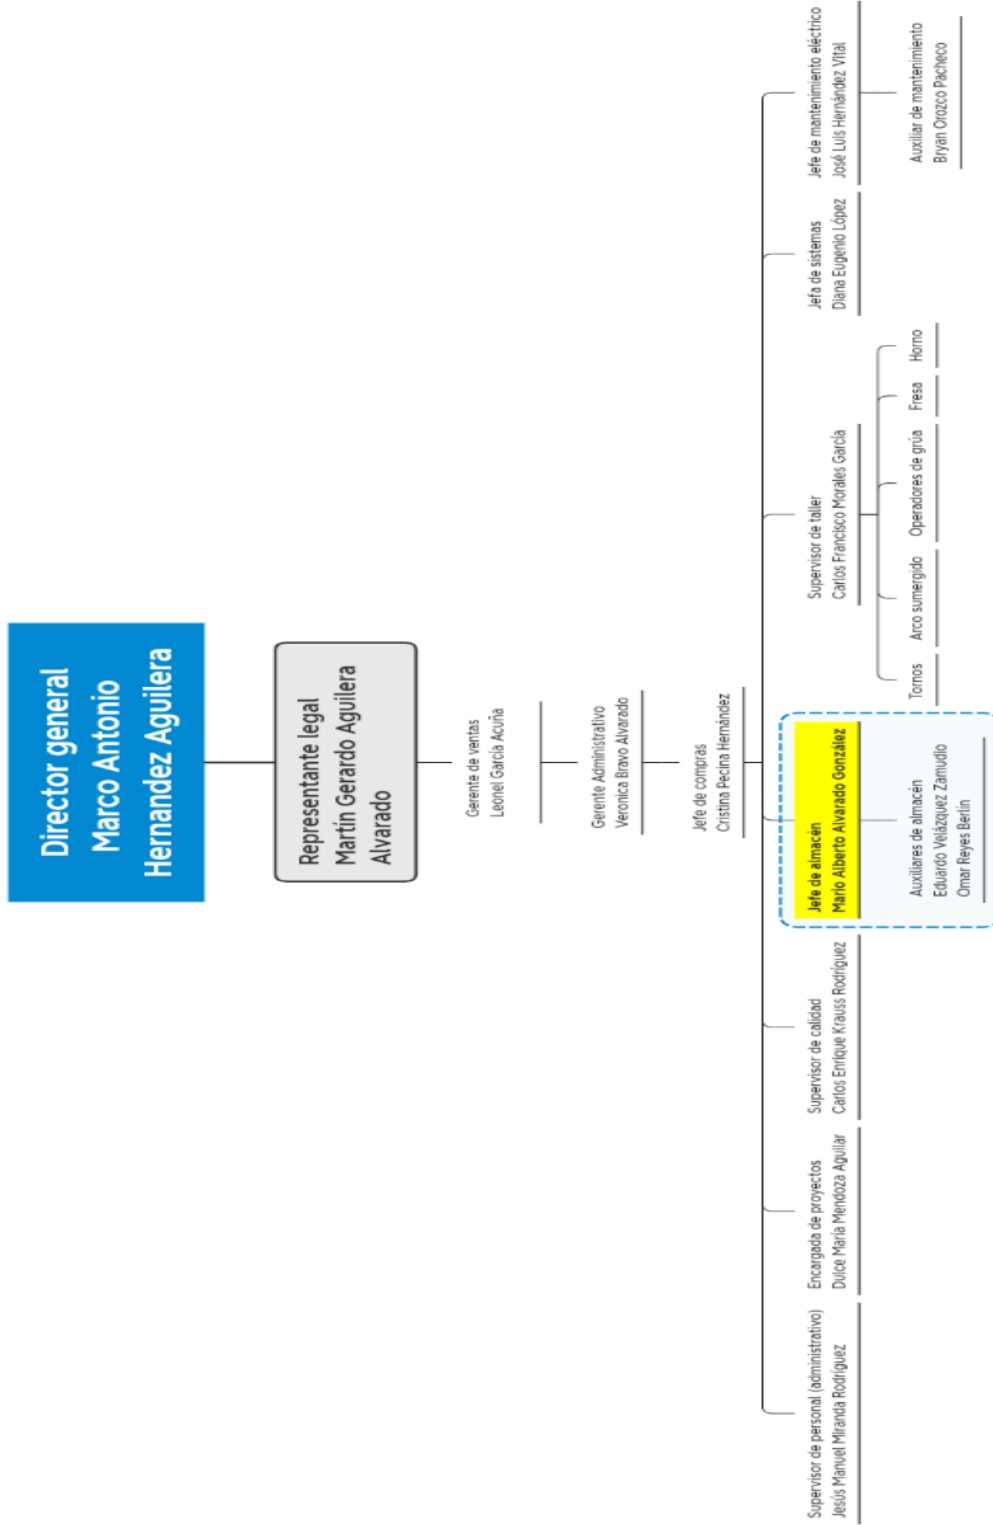 Director general
Marco Antonio
Hernandez Aguilera
Representante legal
Martín Gerardo Aguilera
Alvarado
Gerente de ventas
Leonel García Acuña
Gerente Administrativo
Veronica Bravo Alvarado
Jefe de compras
Cristina Pecina Hernández
Supervisor de personal (administrativo)
Jesús Manuel Miranda Rodríguez
Encargada de proyectos
Dulce María Mendoza Aguilar
Supervisor de calidad
Carlos Enrique Krauss Rodríguez
Jefe de almacén
Mario Alberto Alvarado González
Auxiliares de almacén
Eduardo Velázquez Zamudio
Omar Reyes Berlín
Supervisor de taller
Carlos Francisco Morales García
Tornos
Arco sumergido
Operadores de grúa
Fresa
Horno
Jefa de sistemas
Diana Eugenio López
Jefe de mantenimiento eléctrico
José Luis Hernández Vital
Auxiliar de mantenimiento
Bryan Orozco Pacheco